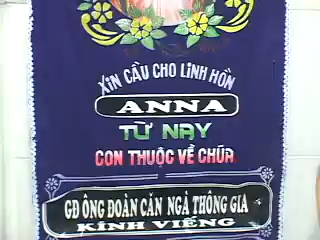 XIN CẦU CHO LINH HỒN
ANNA
TỪ NAY
CON THUỘC VỀ CHÚA
GĐ ÔNG ĐOÀN CĂN NGÀ THÔNG GIA
KÍNH VIẾNG